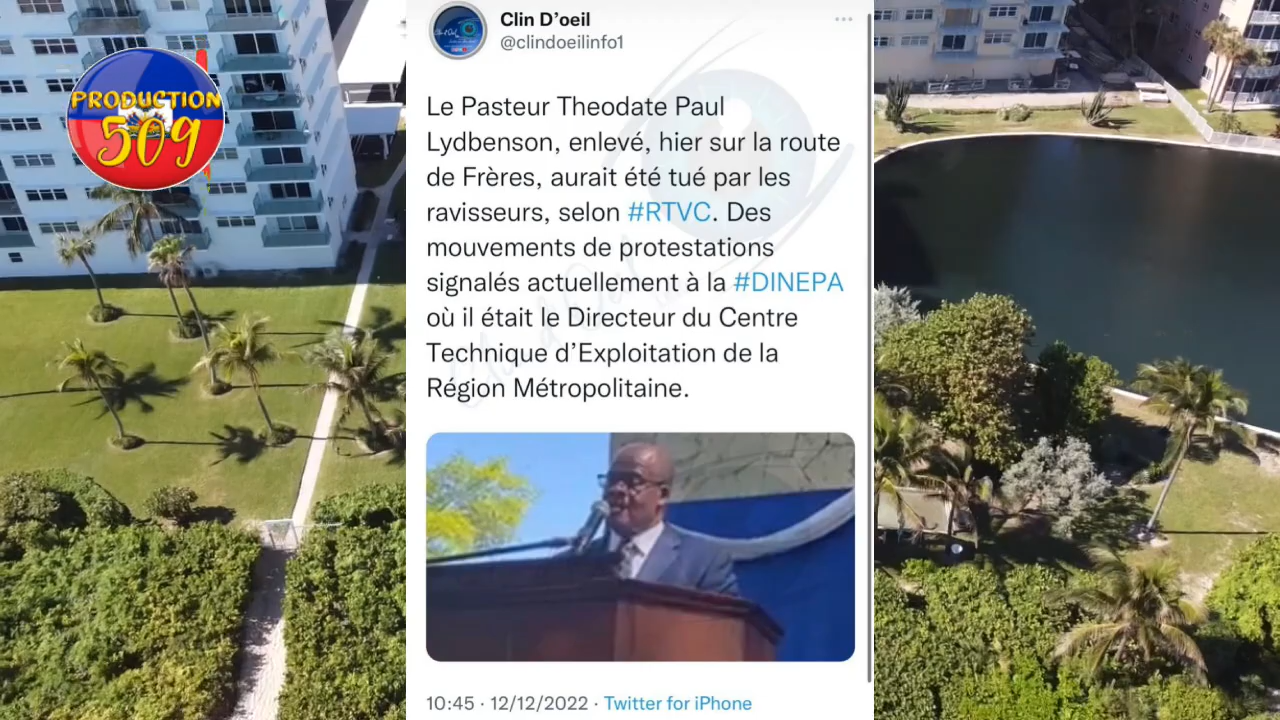 PRODUCTION
509
Clin D’oeil
@clindoeilinfo1
Le Pasteur Theodate Paul
Lydbenson, enlevé, hier sur la route
de Frères, aurait été tué par les
ravisseurs, selon #RTVC. Des
mouvements de protestations
signalés actuellement à la #DINEPA
où il était le Directeur du Centre
Technique d’Exploitation de la
Région Métropolitaine.
10:45 · 12/12/2022 · Twitter for iPhone